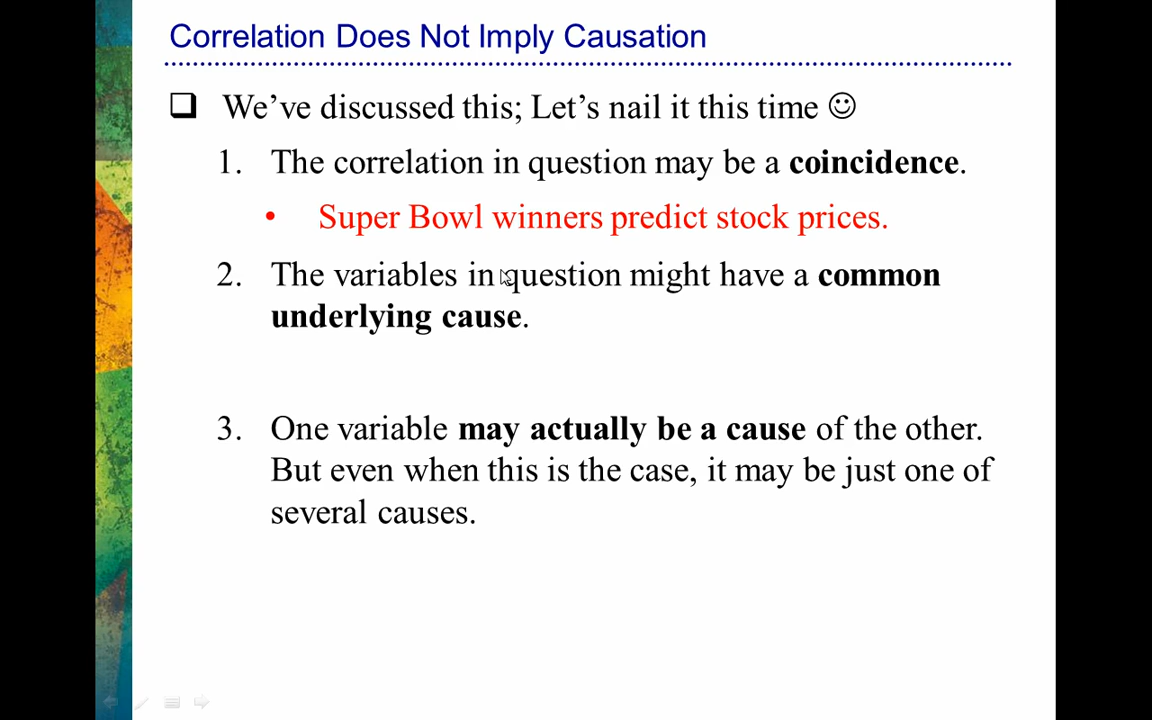 Correlation Does Not Imply Causation
❑ We’ve discussed this; Let’s nail it this time ☺
1. The correlation in question may be a coincidence.
• Super Bowl winners predict stock prices.
2. The variables in question might have a common
underlying cause.
3. One variable may actually be a cause of the other.
But even when this is the case, it may be just one of
several causes.